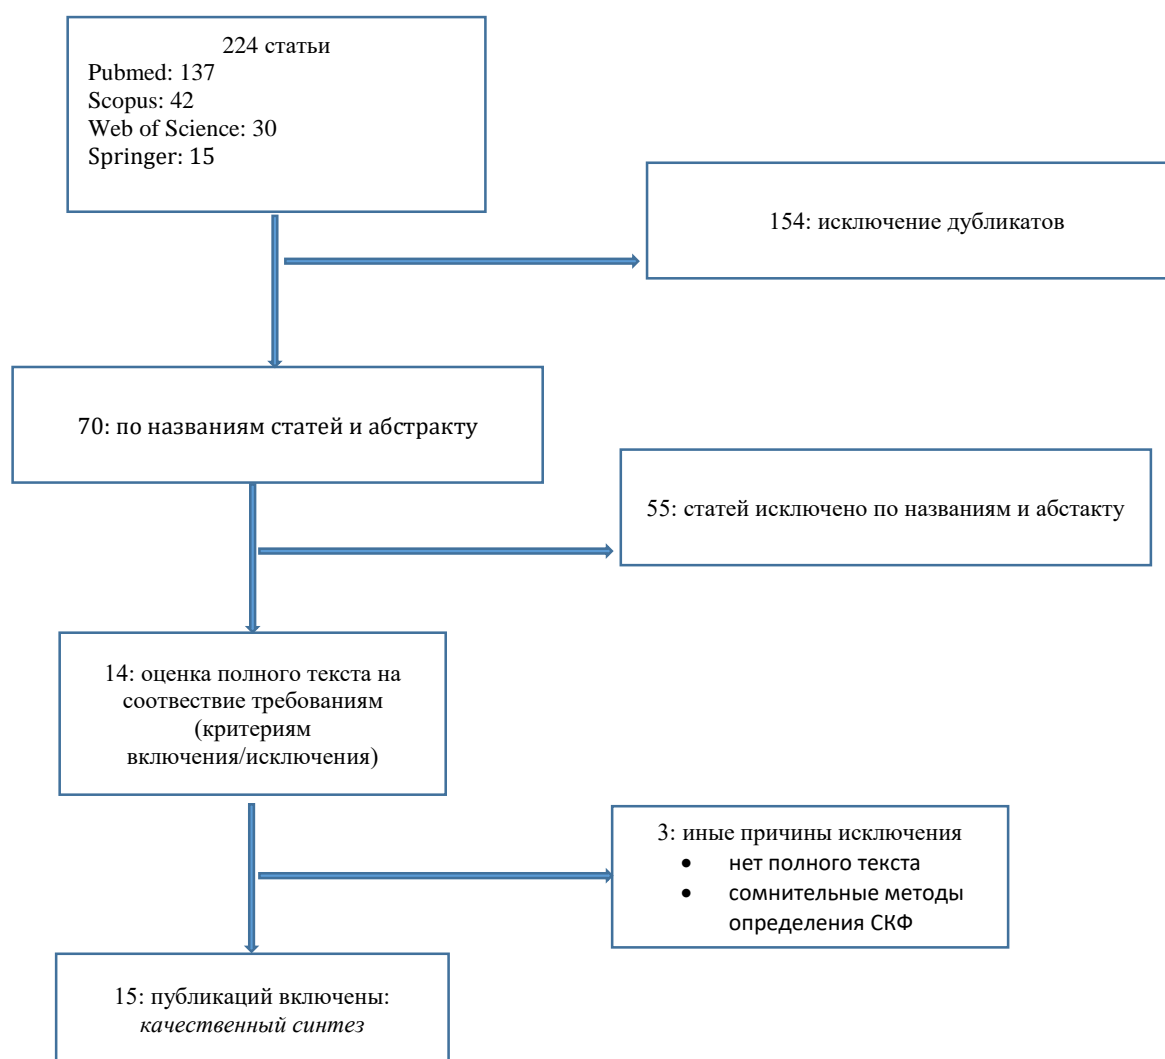 224 статьи
Pubmed: 137
Scopus: 42
Web of Science: 30
Springer: 15
154: исключение дубликатов
70: по названиям статей и абстракту
55: статей исключено по названиям и абстакту
14: оценка полного текста на
соотвествие требованиям
(критериям
включения/исключения)
3: иные причины исключения
• нет полного текста
• сомнительные методы
определения СКФ
15: публикаций включены:
качественный синтез